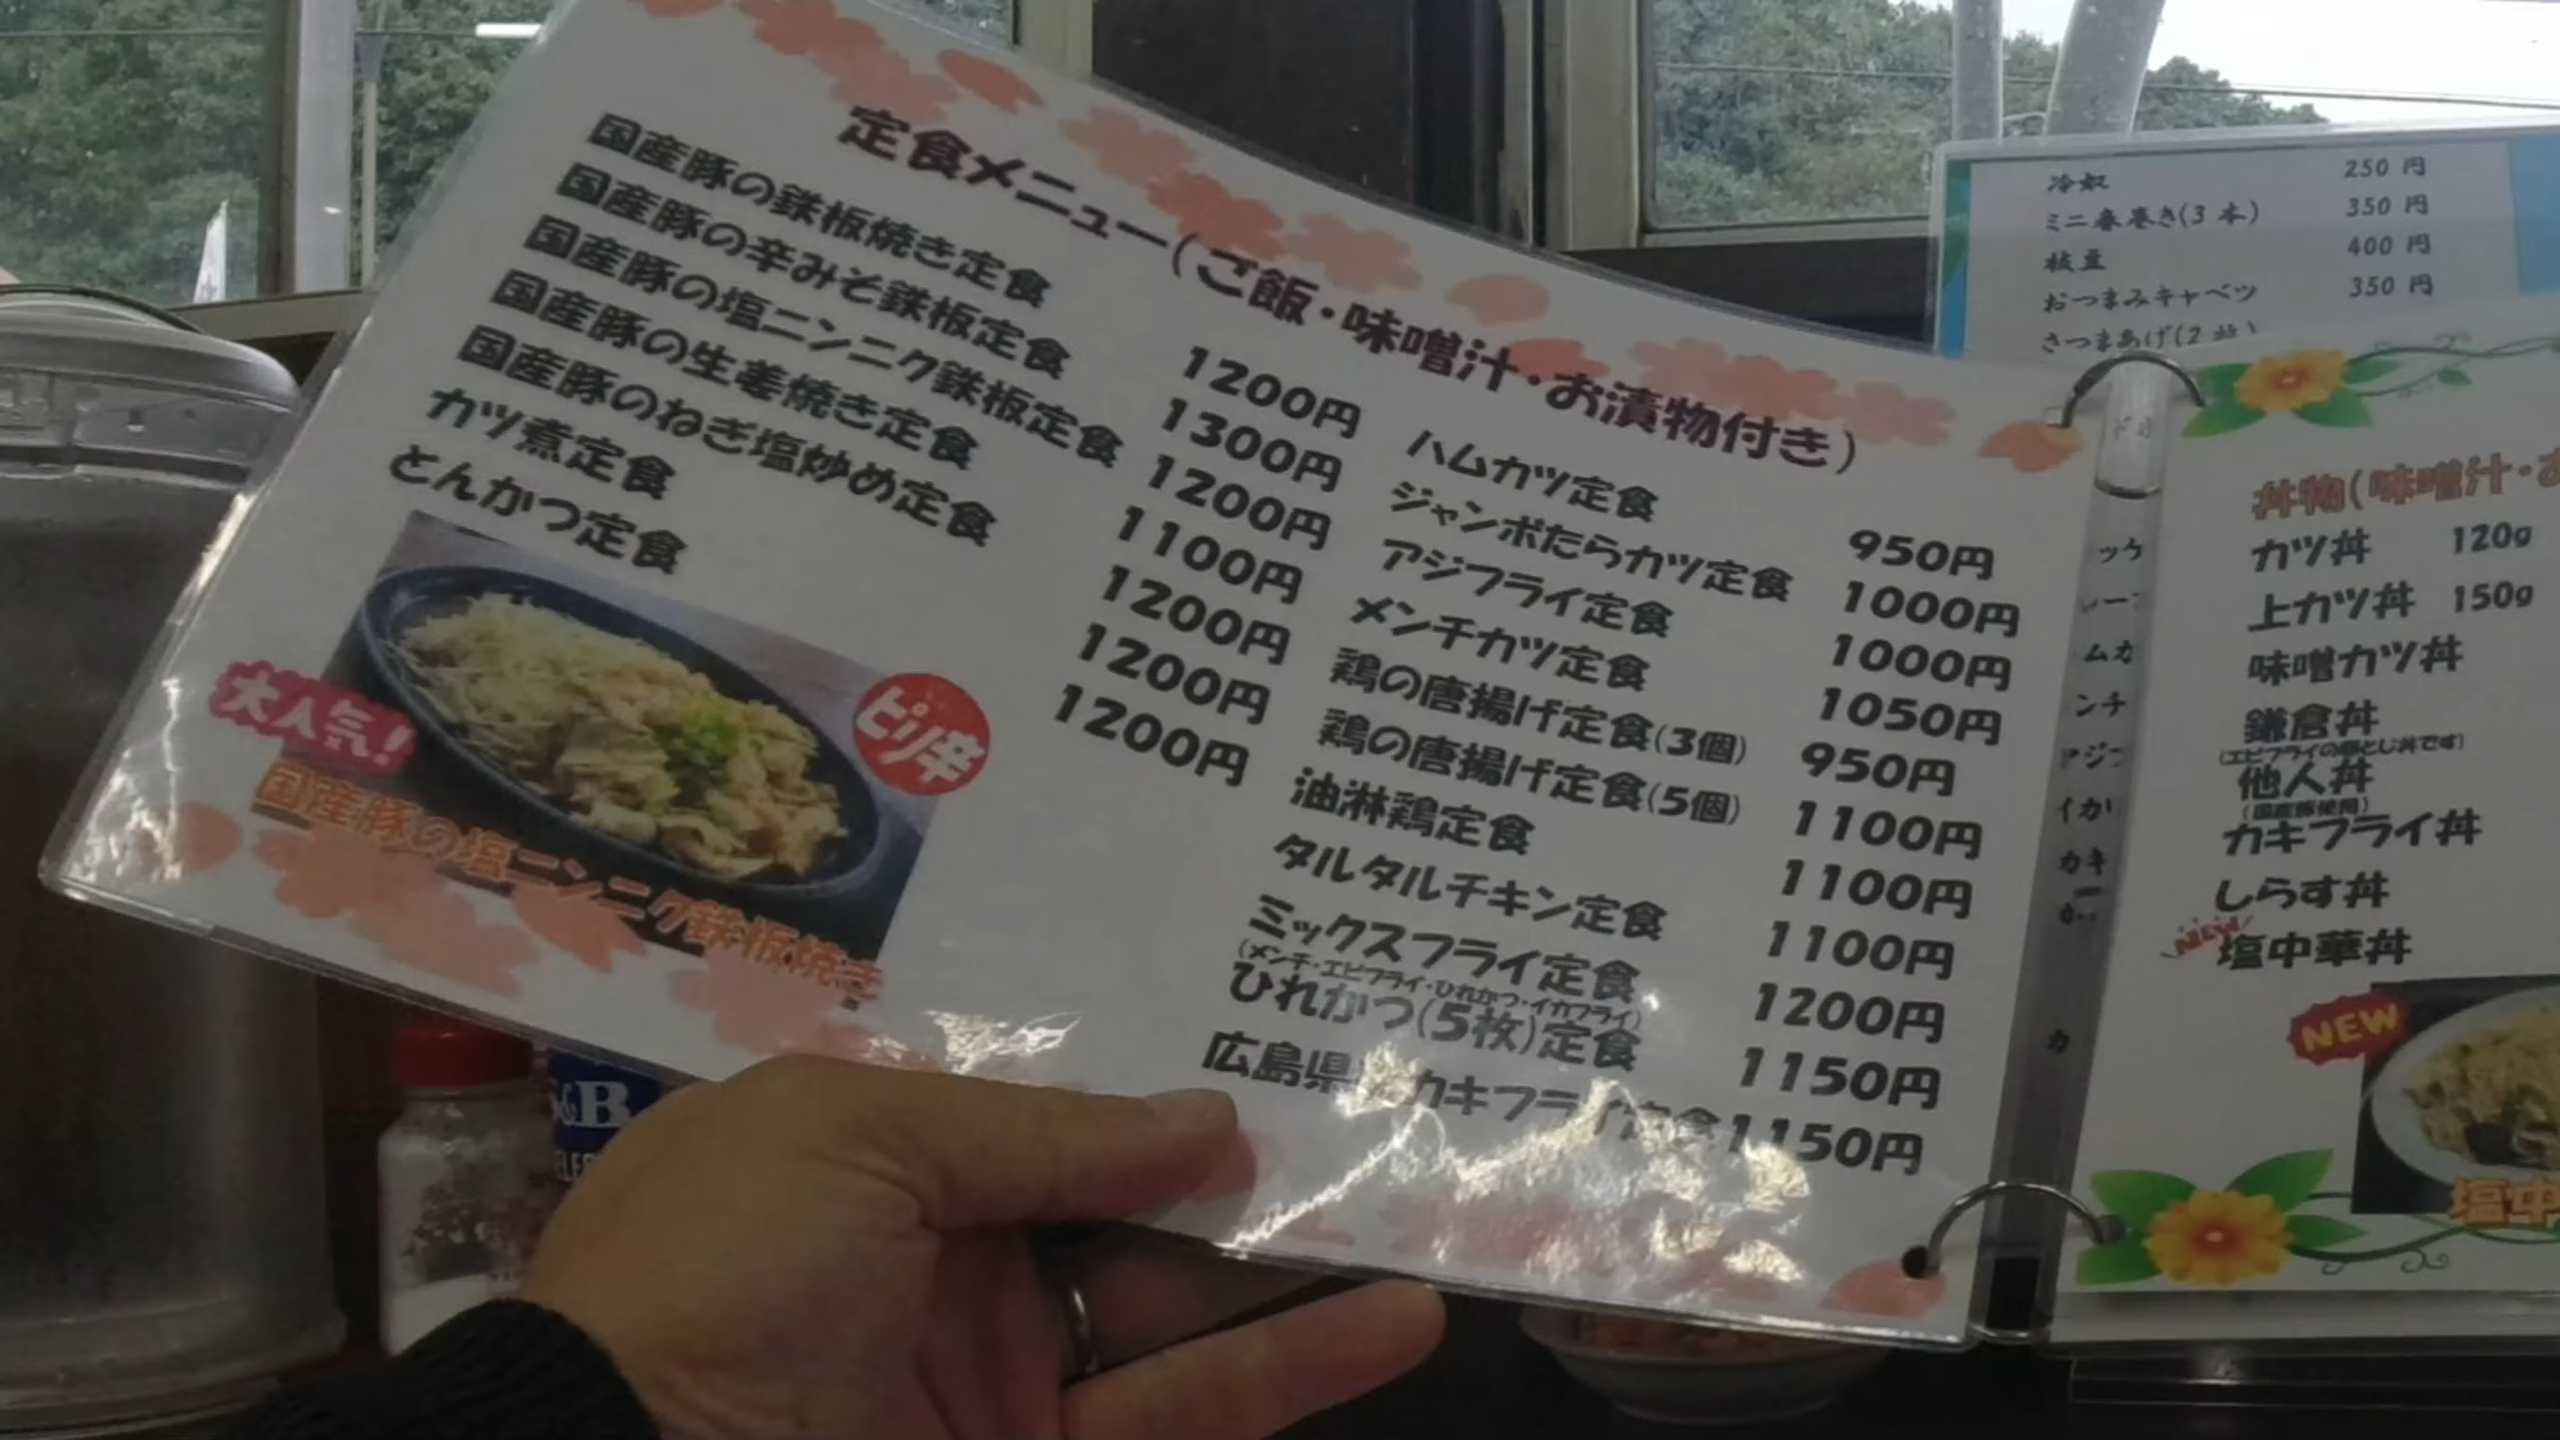 定食メニュー(ご飯・味噌汁・お漬物付き)
国産豚の鉄板焼き定食 1200円
国産豚の辛みそ鉄板定食 1300円
国産豚の塩ニンニク鉄板定食 1200円
国産豚の生姜焼き定食 1100円
国産豚のねぎ塩炒め定食 1200円
カツ煮定食 1200円
とんかつ定食 1200円
大人気!
ピリ辛
国産豚の塩ニンニク鉄板焼き
ハムカツ定食 950円
ジャンボたらカツ定食 1000円
アジフライ定食 1000円
メンチカツ定食 1050円
鶏の唐揚げ定食(3個) 950円
鶏の唐揚げ定食(5個) 1100円
油淋鶏定食 1100円
タルタルチキン定食 1100円
ミックスフライ定食 1200円
(メンチ・エビフライ・ひれかつ・イカフライ)
ひれかつ(5枚)定食 1150円
広島県 カキフライ定食 1150円
冷奴 250円
ミニ春巻き(3本) 350円
枝豆 400円
おつまみキャベツ 350円
さつまあげ(2
丼物(味噌汁・お
カツ丼 120g
上カツ丼 150g
味噌カツ丼
鎌倉丼
(エビフライの卵とじ丼です)
他人丼
(国産豚使用)
カキフライ丼
しらす丼
NEW
塩中華丼
NEW
塩中
S&B